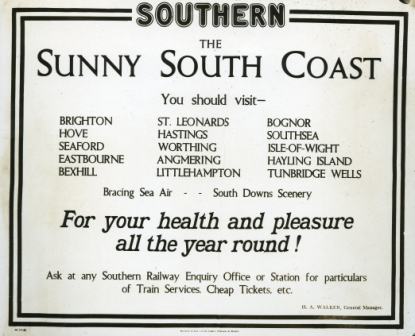 SOUTHERN
THE
SUNNY SOUTH COAST
You should visit—
BRIGHTON ST. LEONARDS BOGNOR
HOVE HASTINGS SOUTHSEA
SEAFORD WORTHING ISLE-OF-WIGHT
EASTBOURNE ANGMERING HAYLING ISLAND
BEXHILL LITTLEHAMPTON TUNBRIDGE WELLS
Bracing Sea Air - - South Downs Scenery
For your health and pleasure
all the year round!
Ask at any Southern Railway Enquiry Office or Station for particulars
of Train Services, Cheap Tickets, etc.
H. A. WALKER, General Manager.